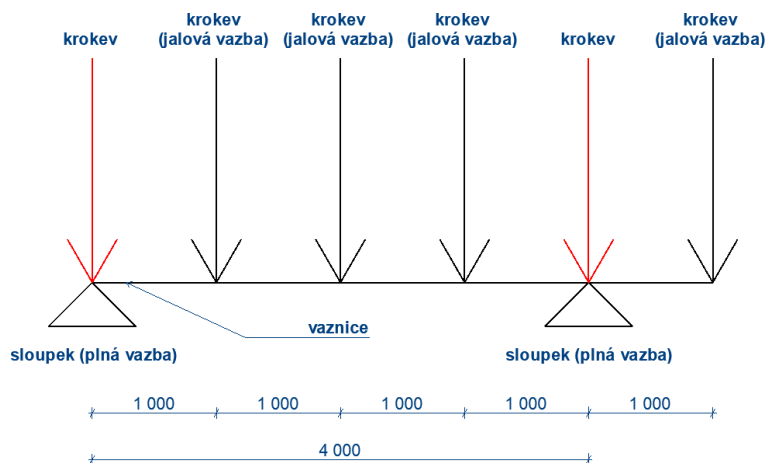 krokev
krokev
(jalová vazba)
krokev
(jalová vazba)
krokev
(jalová vazba)
krokev
krokev
(jalová vazba)
vaznice
sloupek (plná vazba)
sloupek (plná vazba)
1 000
1 000
1 000
1 000
1 000
4 000